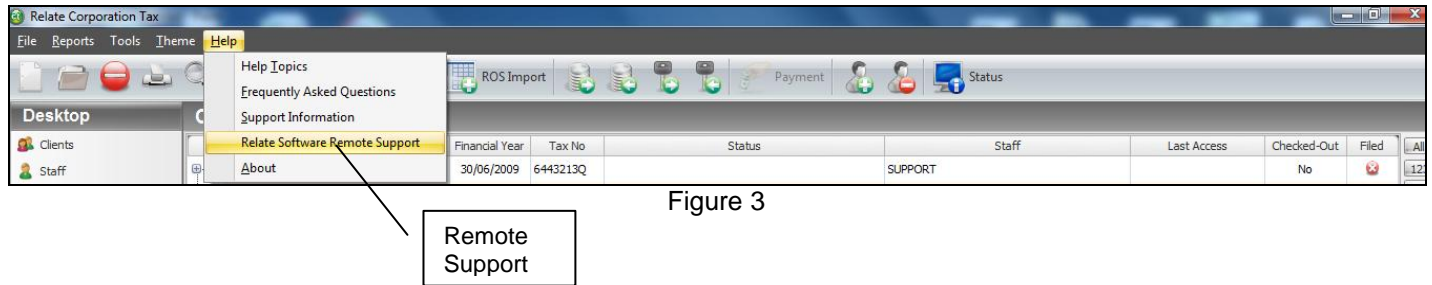 Relate Corporation Tax
File Reports Tools Theme Help
Help Topics
ROS Import Payment Status
Frequently Asked Questions
Desktop
Support Information
Clients
Relate Software Remote Support
Financial Year Tax No Status Staff Last Access Checked-Out Filed All
Staff
About
30/06/2009 6443213Q SUPPORT No 12
Figure 3
Remote
Support